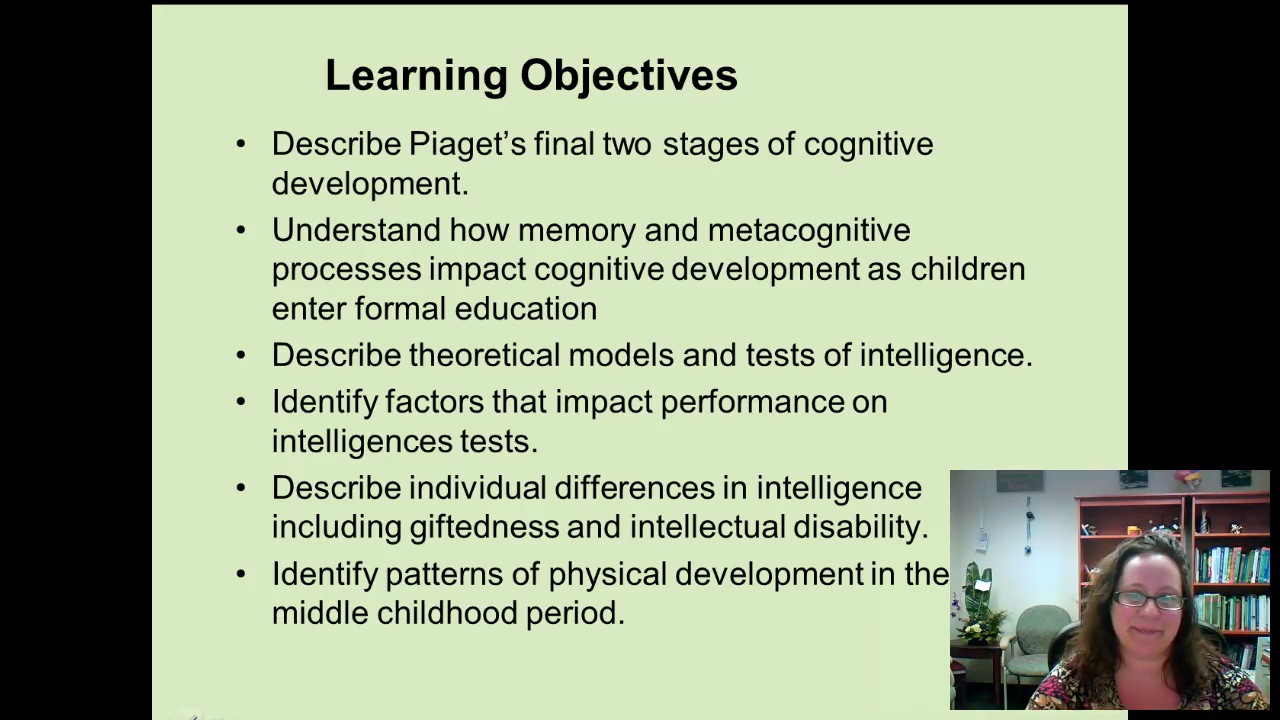 Learning Objectives
• Describe Piaget’s final two stages of cognitive
development.
• Understand how memory and metacognitive
processes impact cognitive development as children
enter formal education
• Describe theoretical models and tests of intelligence.
• Identify factors that impact performance on
intelligences tests.
• Describe individual differences in intelligence
including giftedness and intellectual disability.
• Identify patterns of physical development in the
middle childhood period.